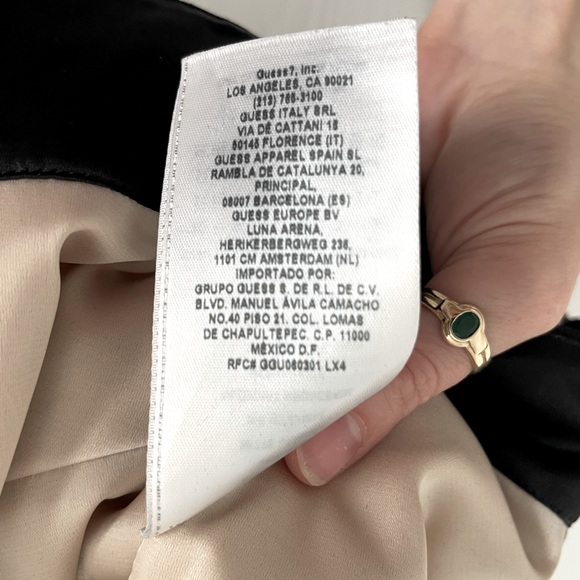 Guess?, Inc.
LOS ANGELES, CA 90021
(213) 765-3100
GUESS ITALY SRL
VIA DE CATTANI 18
50145 FLORENCE (IT)
GUESS APPAREL SPAIN SL
RAMBLA DE CATALUNYA 20,
PRINCIPAL,
08007 BARCELONA (ES)
GUESS EUROPE BV
LUNA ARENA,
HERIKERBERGWEG 236,
1101 CM AMSTERDAM (NL)
IMPORTADO POR:
GRUPO GUESS S. DE R.L. DE C.V.
BLVD. MANUEL ÁVILA CAMACHO
NO.40 PISO 21. COL. LOMAS
DE CHAPULTEPEC. C.P. 11000
MÉXICO D.F.
RFC# GGU060301 LX4